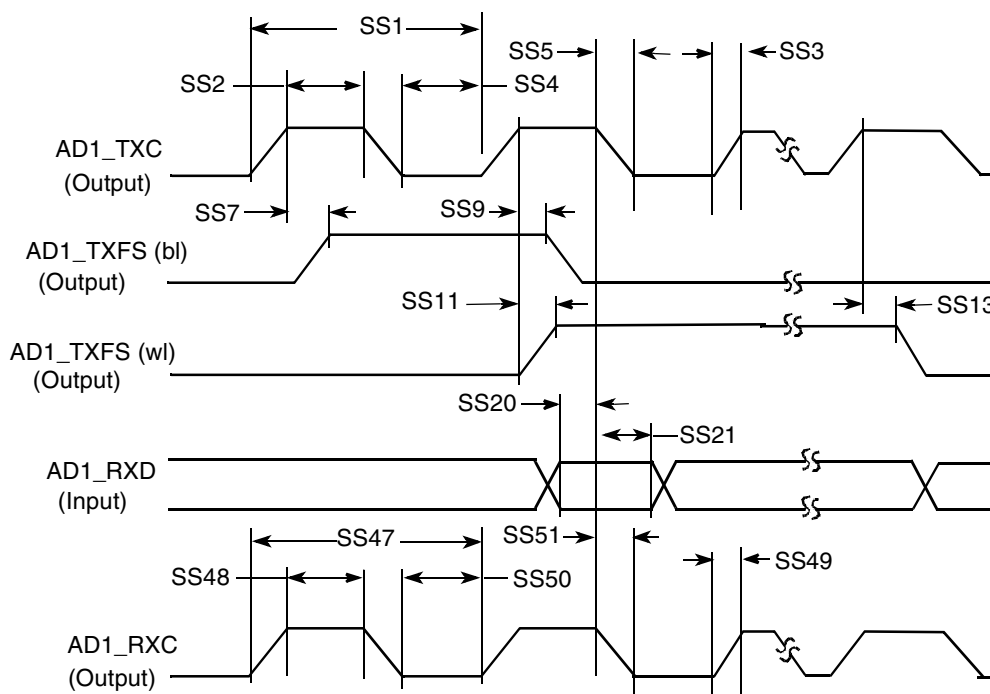 SS1
SS5
SS3
SS2
SS4
AD1_TXC
(Output)
SS7
SS9
AD1_TXFS (bl)
(Output)
SS11
SS13
AD1_TXFS (wl)
(Output)
SS20
SS21
AD1_RXD
(Input)
SS47
SS51
SS49
SS48
SS50
AD1_RXC
(Output)